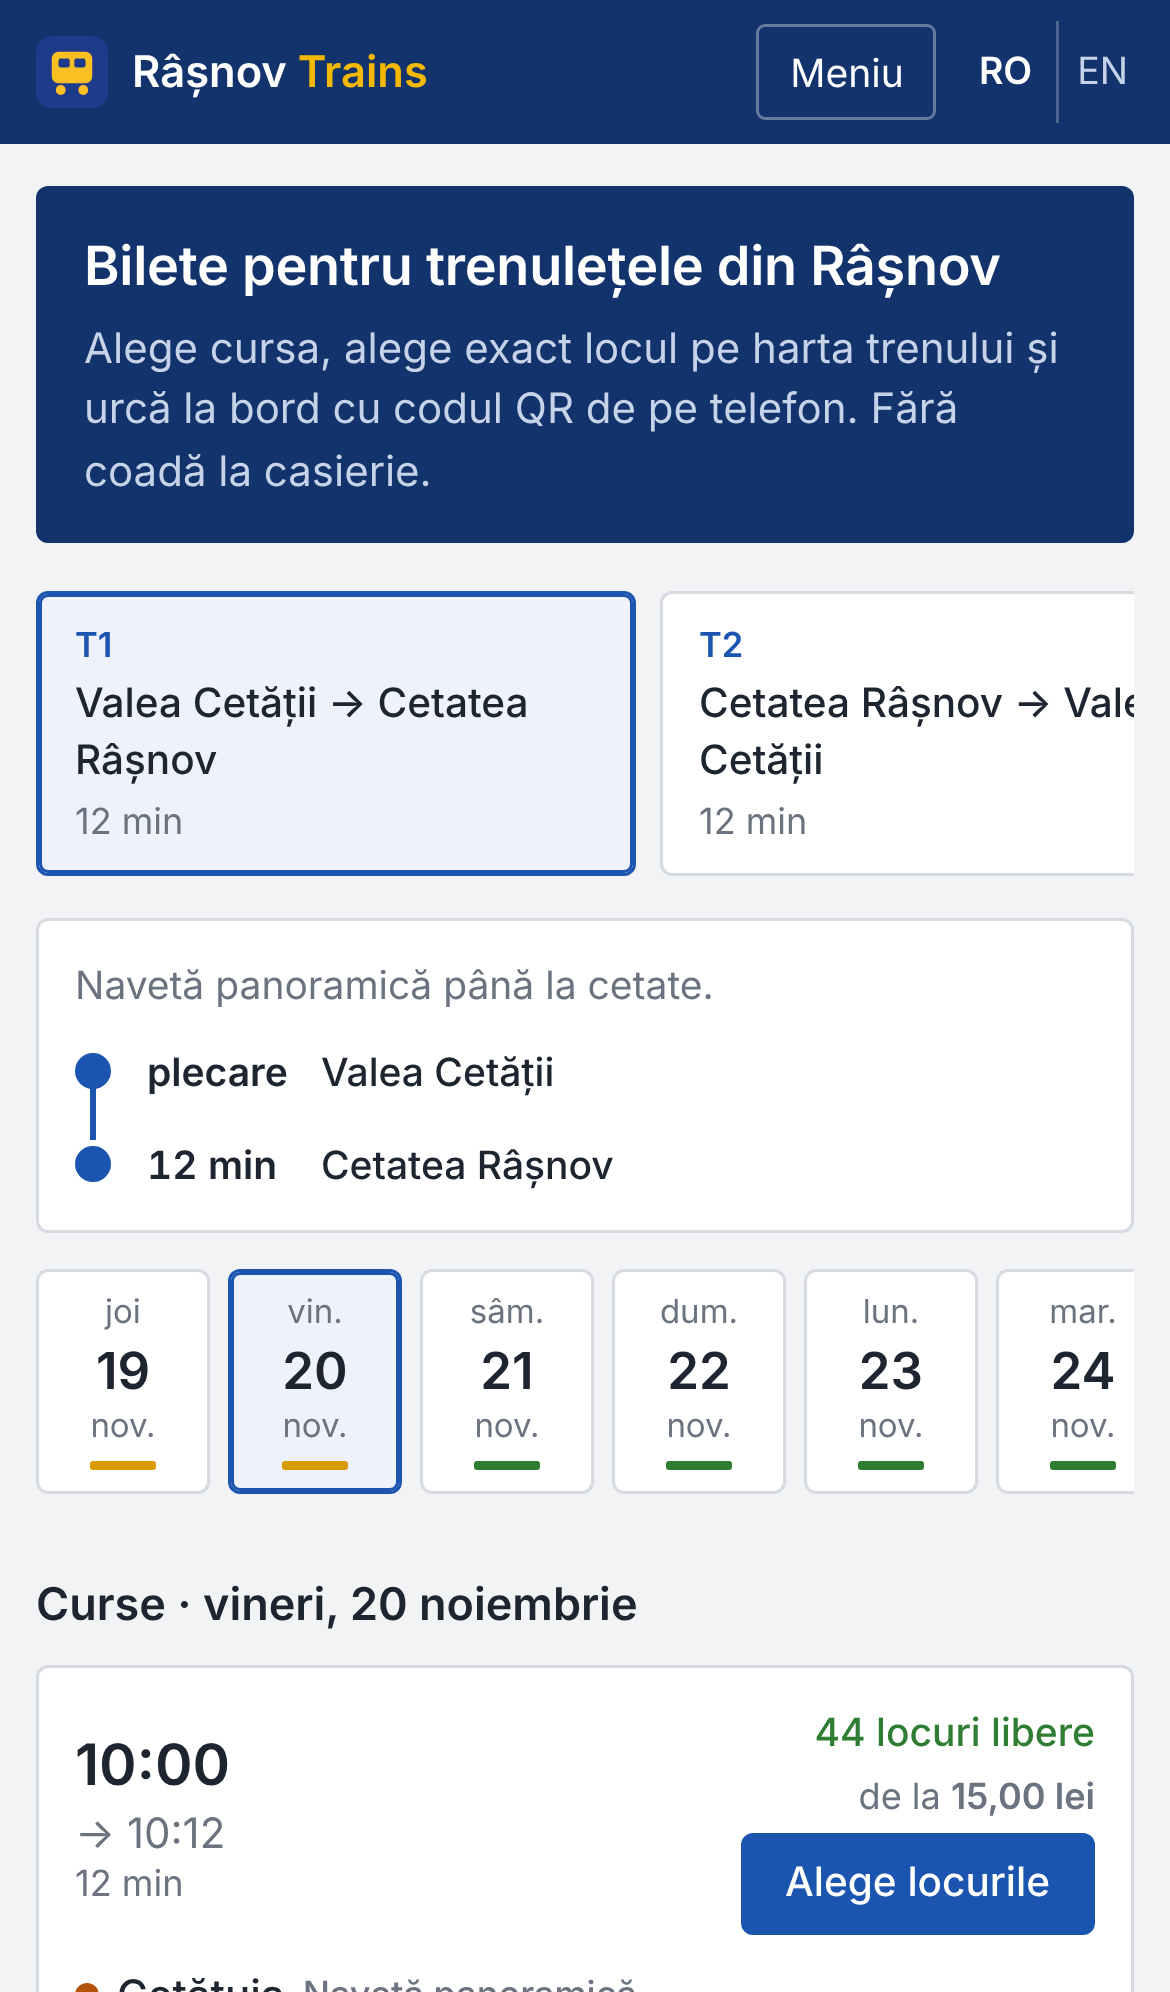 Râșnov Trains
Meniu
RO
EN
Bilete pentru trenulețele din Râșnov
Alege cursa, alege exact locul pe harta trenului și
urcă la bord cu codul QR de pe telefon. Fără
coadă la casierie.
T1
Valea Cetății → Cetatea
Râșnov
12 min
T2
Cetatea Râșnov → Vale
Cetății
12 min
Navetă panoramică până la cetate.
plecare Valea Cetății
12 min Cetatea Râșnov
joi
19
nov.
vin.
20
nov.
sâm.
21
nov.
dum.
22
nov.
lun.
23
nov.
mar.
24
nov.
Curse · vineri, 20 noiembrie
10:00
→ 10:12
12 min
44 locuri libere
de la 15,00 lei
Alege locurile
Cetățuia Navetă panoramică